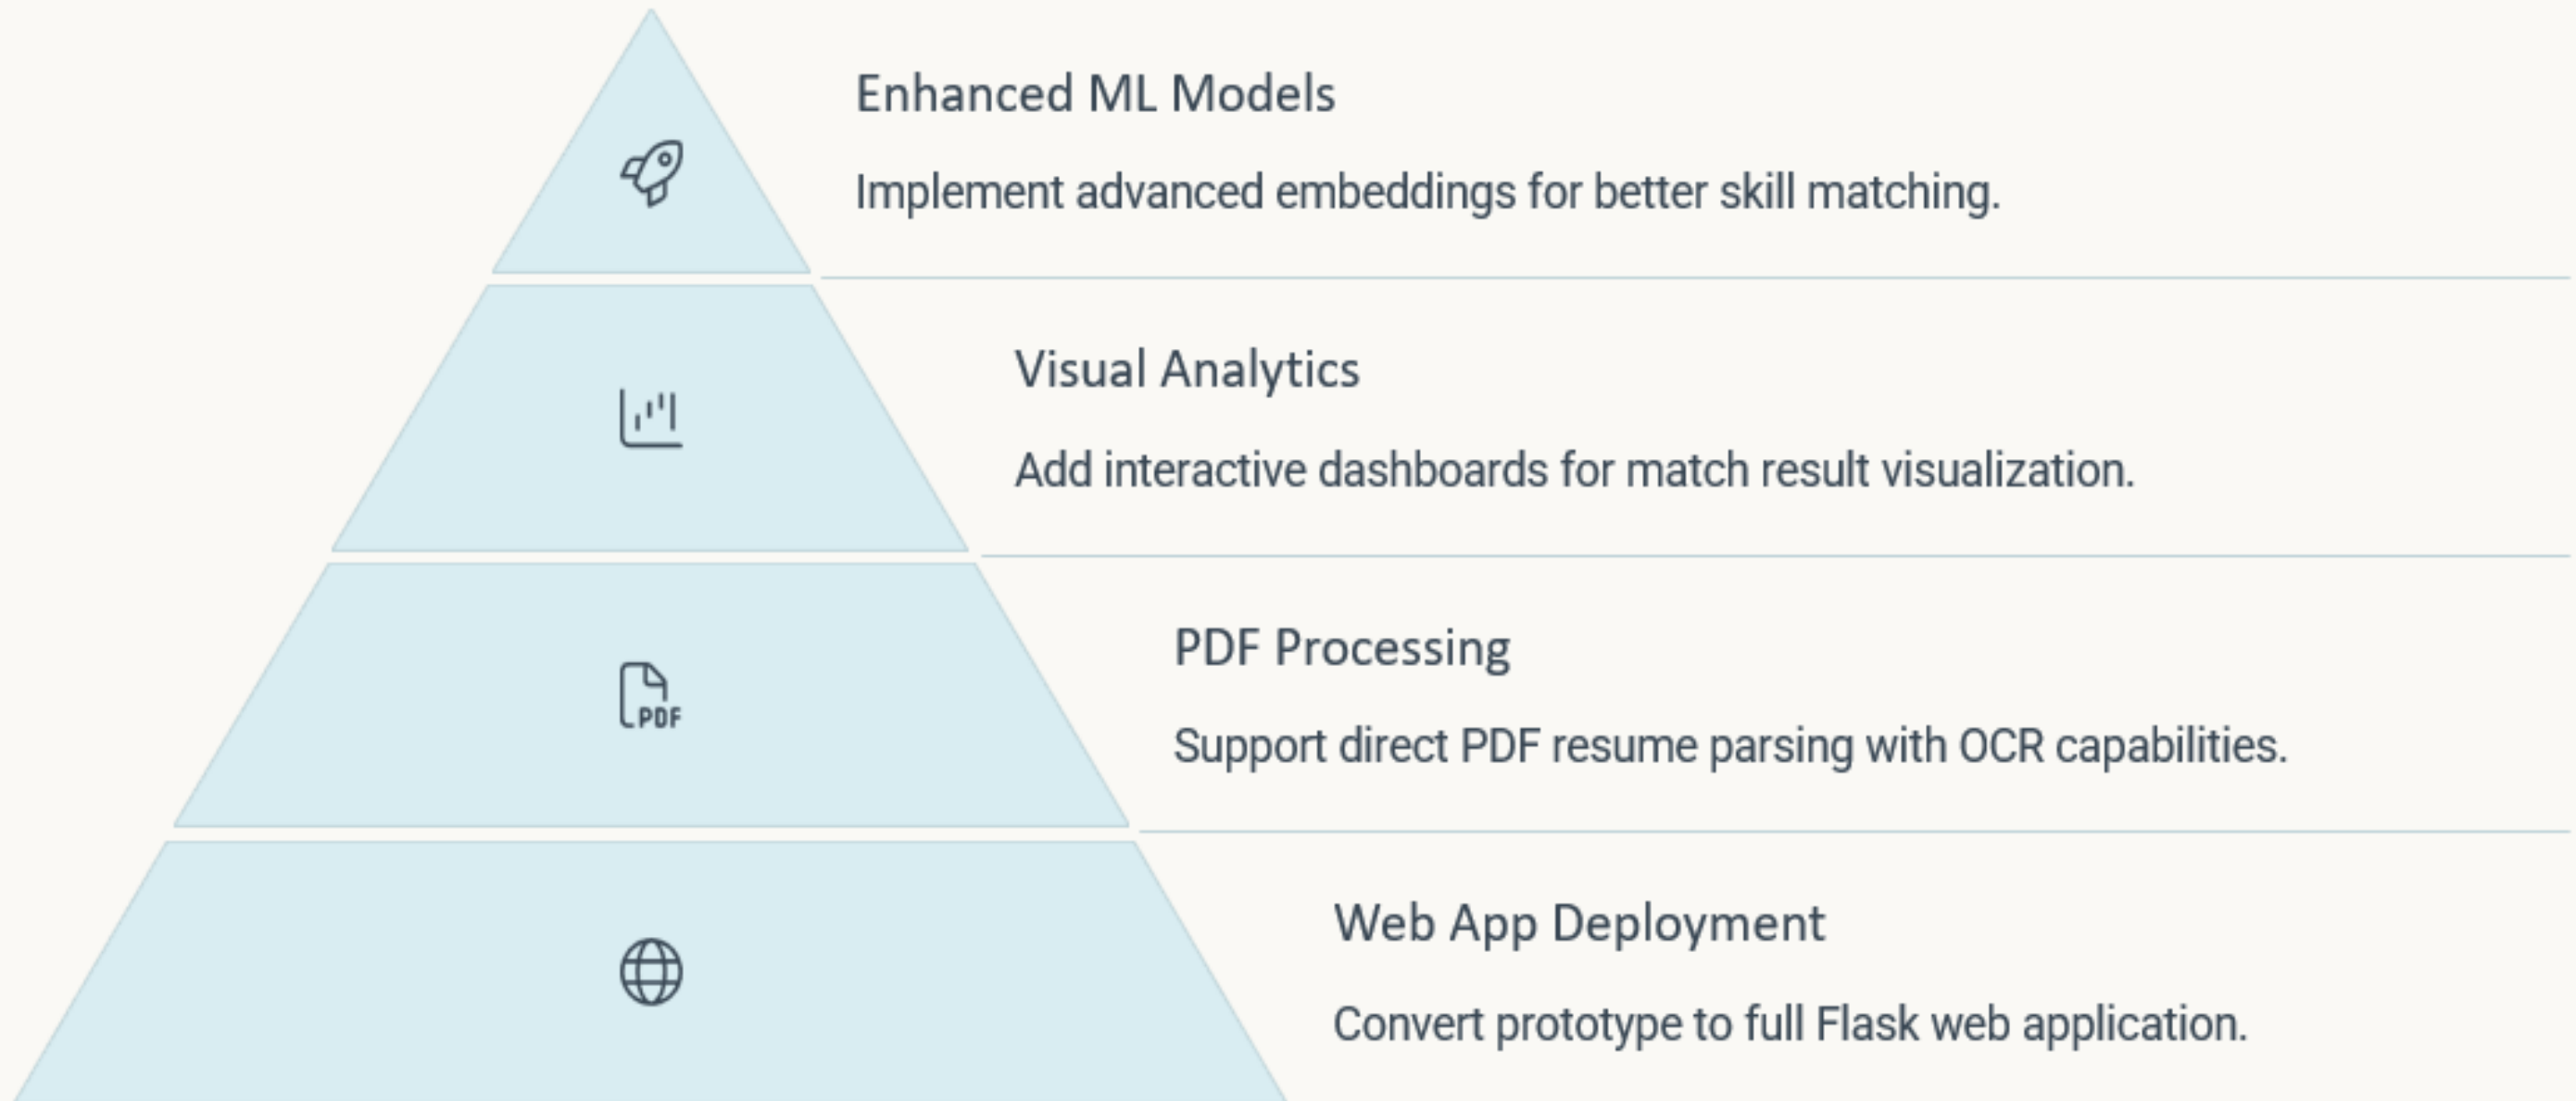 Enhanced ML Models
Implement advanced embeddings for better skill matching.
Visual Analytics
Add interactive dashboards for match result visualization.
PDF Processing
Support direct PDF resume parsing with OCR capabilities.
PDF
Web App Deployment
Convert prototype to full Flask web application.